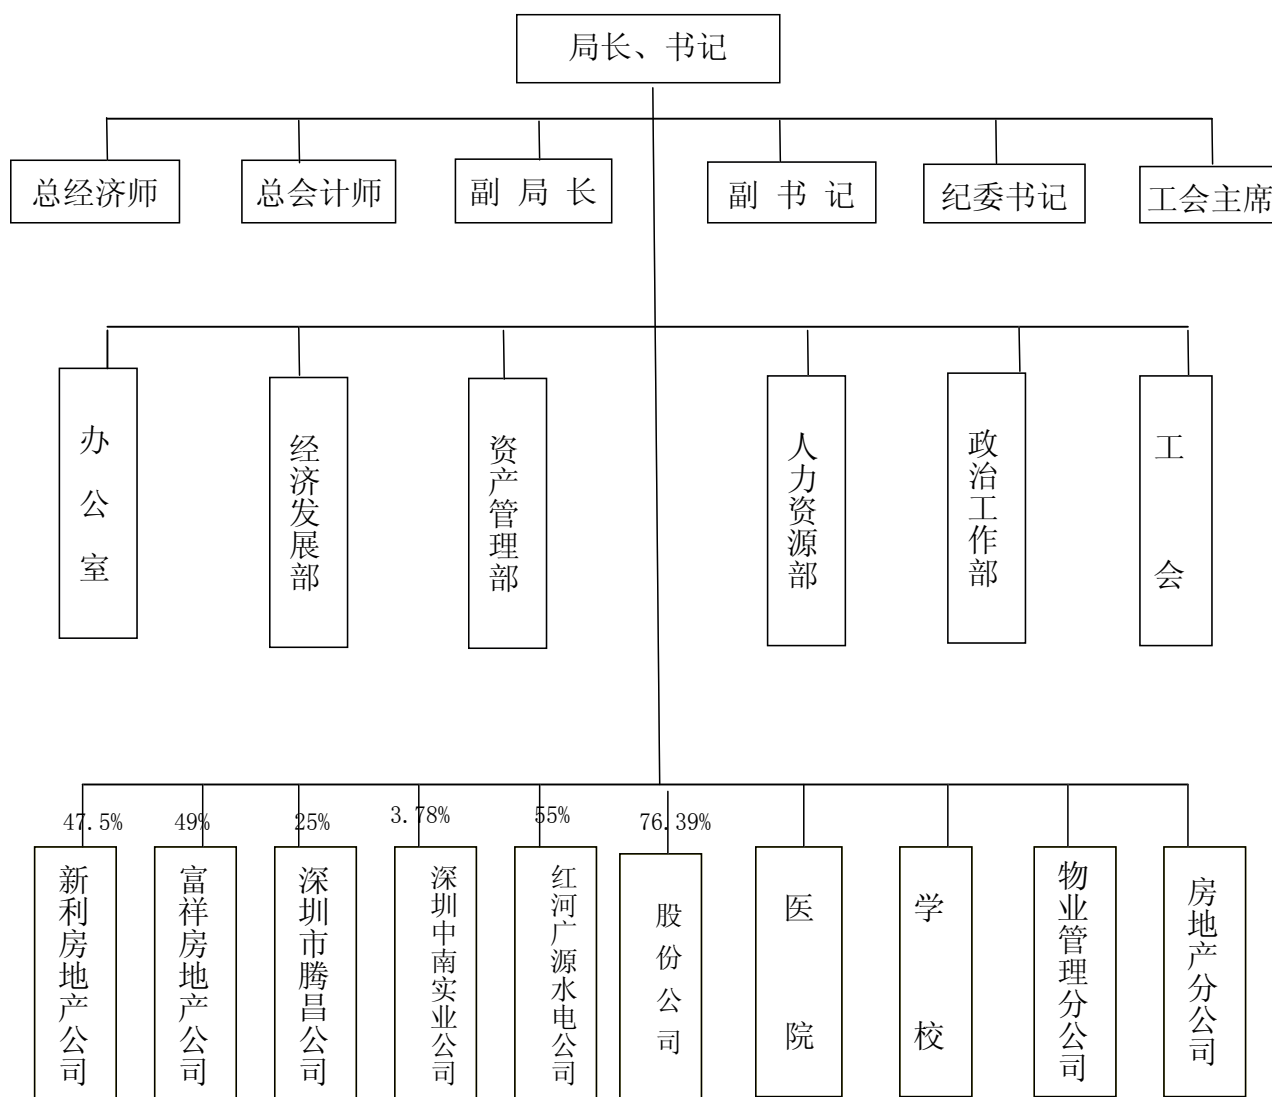 局长、书记
总经济师
总会计师
副 局 长
副 书 记
纪委书记
工会主席
办公室
经济发展部
资产管理部
人力资源部
政治工作部
工会
47.5%
49%
25%
3.78%
55%
76.39%
新利房地产公司
富祥房地产公司
深圳市腾昌公司
深圳中南实业公司
红河广源水电公司
股份公司
医院
学校
物业管理分公司
房地产分公司